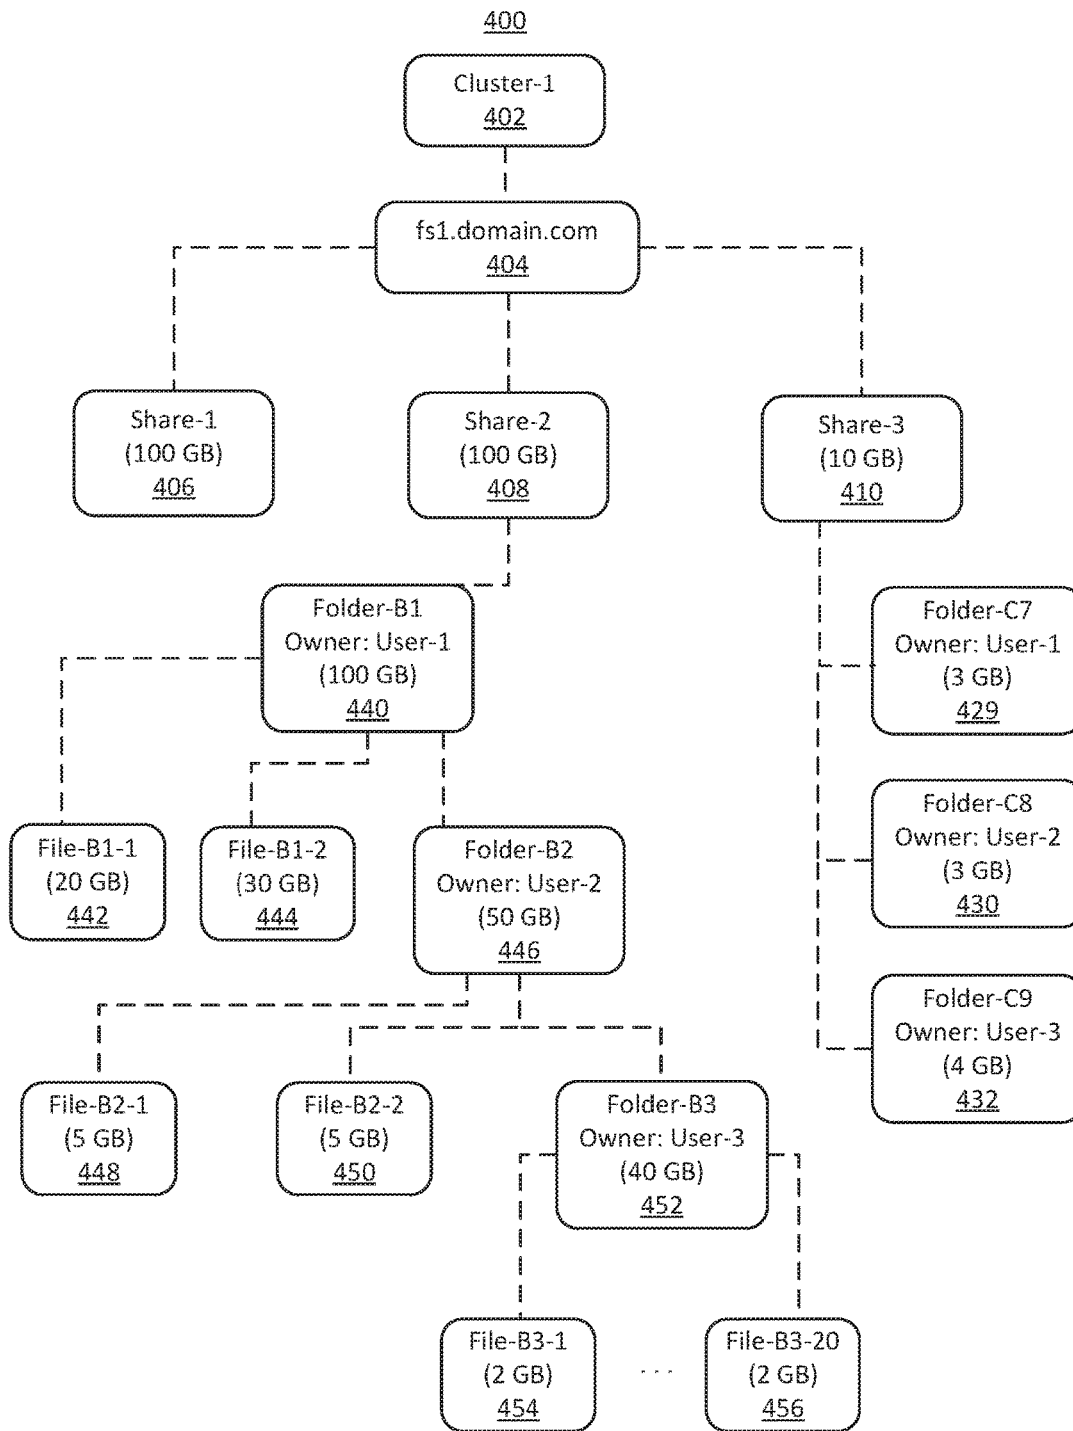 400
Cluster-1
402
fs1.domain.com
404
Share-1
(100 GB)
406
Share-2
(100 GB)
408
Share-3
(10 GB)
410
Folder-B1
Owner: User-1
(100 GB)
440
Folder-C7
Owner: User-1
(3 GB)
429
File-B1-1
(20 GB)
442
File-B1-2
(30 GB)
444
Folder-B2
Owner: User-2
(50 GB)
446
Folder-C8
Owner: User-2
(3 GB)
430
Folder-C9
Owner: User-3
(4 GB)
432
File-B2-1
(5 GB)
448
File-B2-2
(5 GB)
450
Folder-B3
Owner: User-3
(40 GB)
452
File-B3-1
(2 GB)
454
. . .
File-B3-20
(2 GB)
456